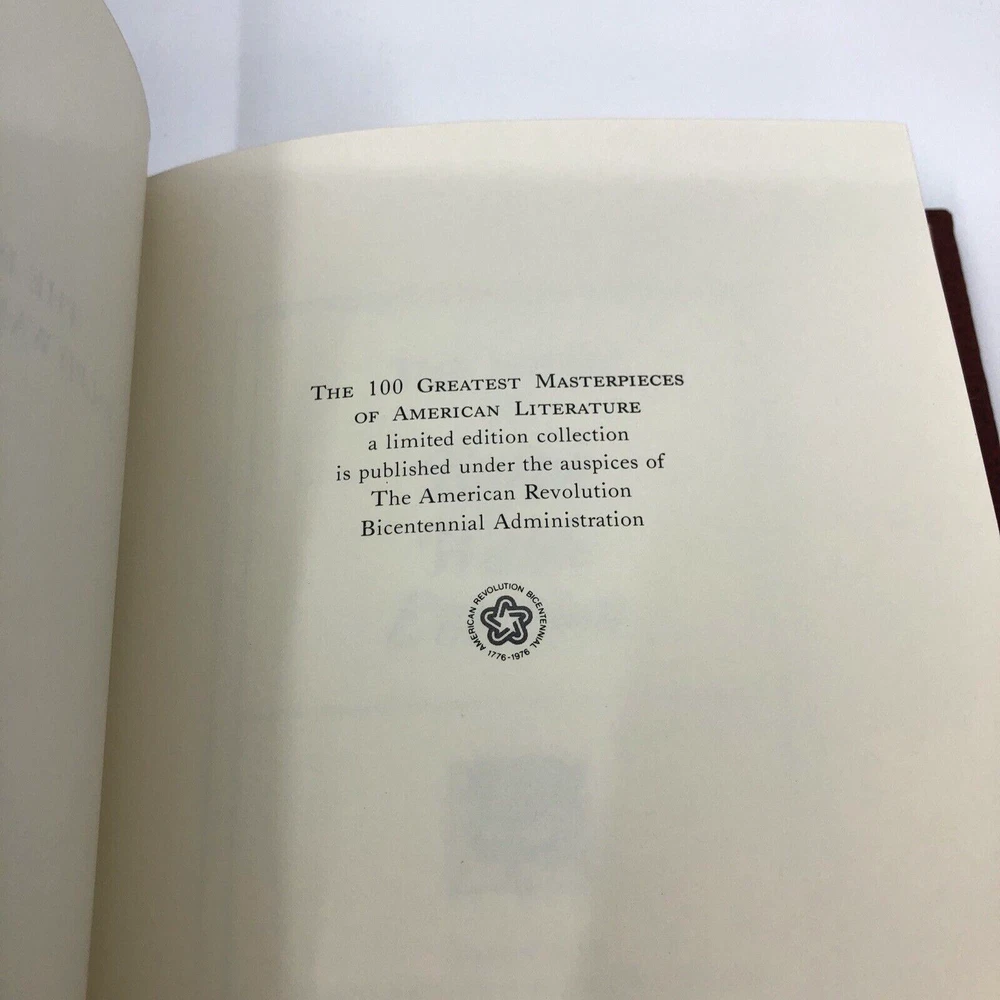 The 100 Greatest Masterpieces
of American Literature
a limited edition collection
is published under the auspices of
The American Revolution
Bicentennial Administration
AMERICAN REVOLUTION BICENTENNIAL
1776-1976